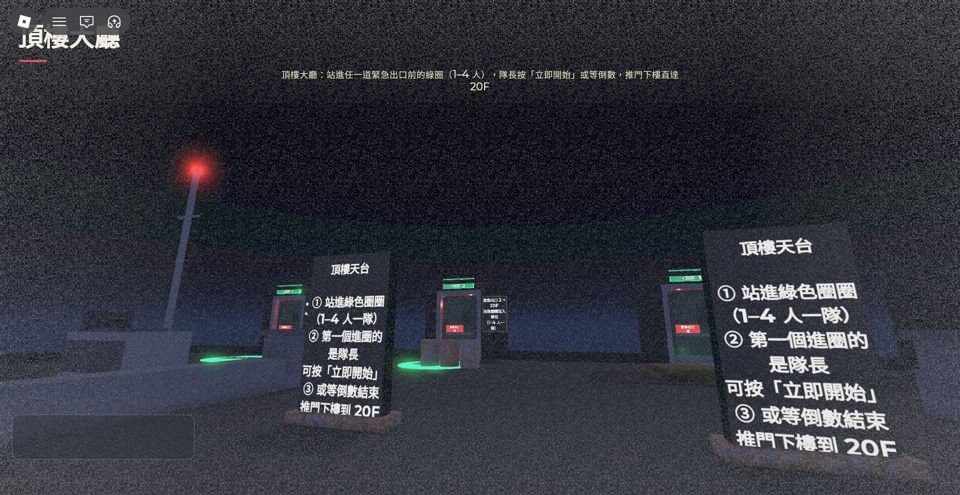 頂樓大廳
頂樓大廳：站進任一道緊急出口前的綠圈（1–4 人），隊長按「立即開始」或等倒數，推門下樓直達
20F
頂樓天台
① 站進綠色圈圈
（1–4 人一隊）
② 第一個進圈的
是隊長
可按「立即開始」
③ 或等倒數結束
推門下樓到 20F
頂樓天台
① 站進綠色圈圈
（1–4 人一隊）
② 第一個進圈的
是隊長
可按「立即開始」
③ 或等倒數結束
推門下樓到 20F